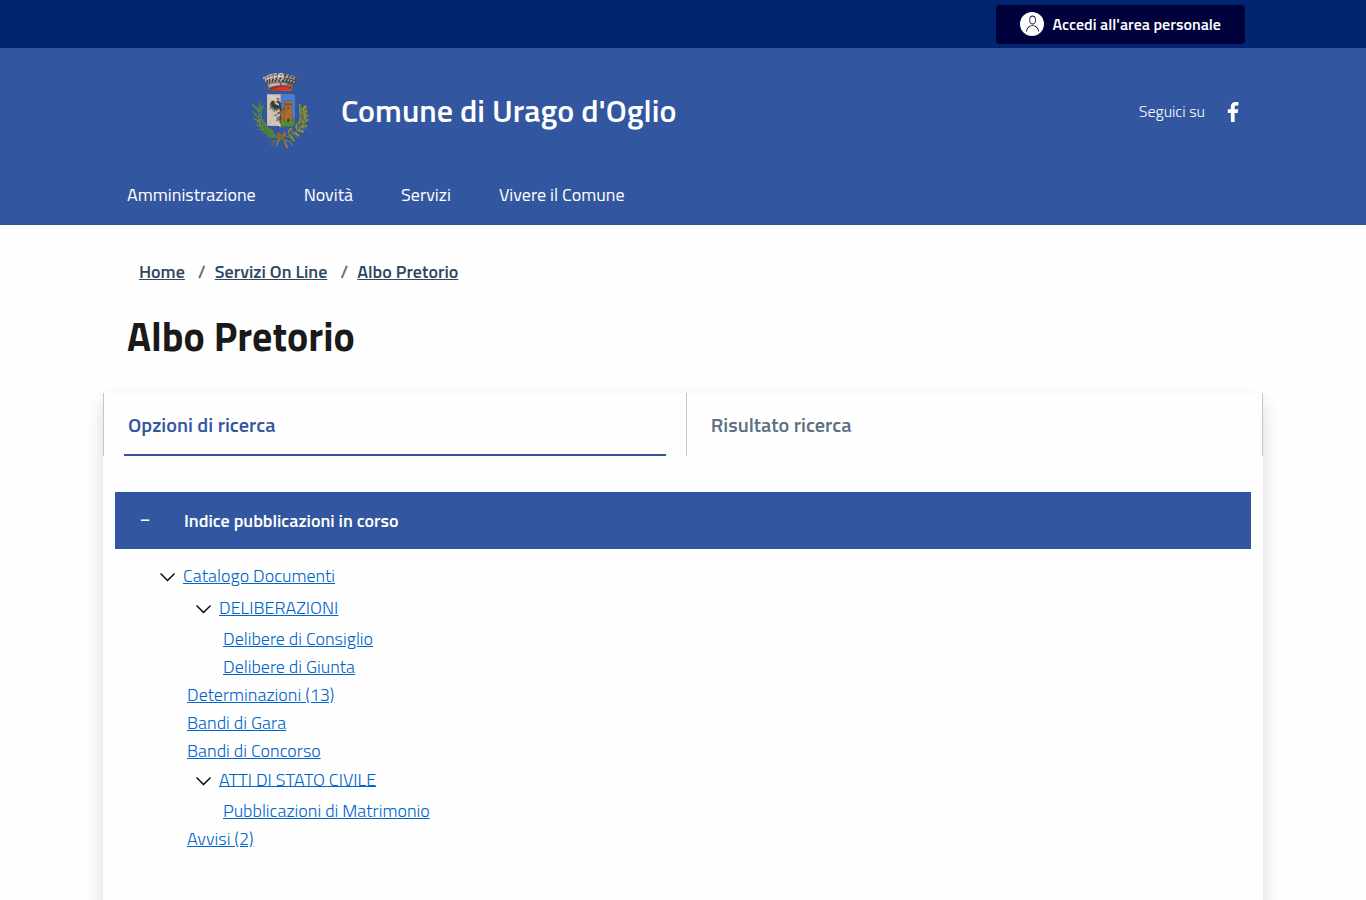 Accedi all'area personale
Comune di Urago d'Oglio
Seguici su
Amministrazione Novità Servizi Vivere il Comune
Home / Servizi On Line / Albo Pretorio
Albo Pretorio
Opzioni di ricerca Risultato ricerca
Indice pubblicazioni in corso
Catalogo Documenti
DELIBERAZIONI
Delibere di Consiglio
Delibere di Giunta
Determinazioni (13)
Bandi di Gara
Bandi di Concorso
ATTI DI STATO CIVILE
Pubblicazioni di Matrimonio
Avvisi (2)